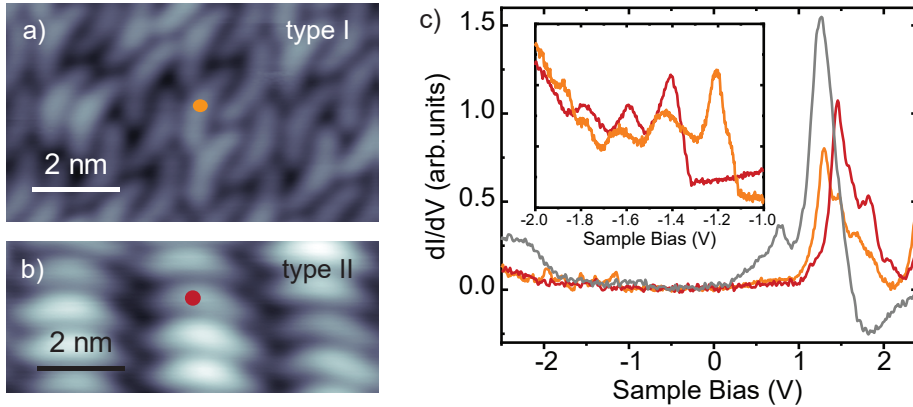 a)
type I
2 nm
b)
type II
2 nm
c)
dI/dV (arb.units)
1.5
1.0
0.5
0.0
-2
-1
0
1
2
Sample Bias (V)
-2.0
-1.8
-1.6
-1.4
-1.2
-1.0
Sample Bias (V)